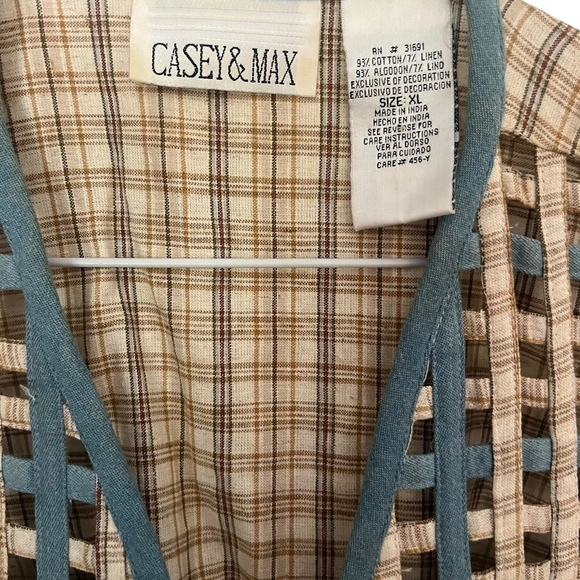 CASEY&MAX
RN # 31691
93% COTTON/7% LINEN
93% ALGODON/7% LINO
EXCLUSIVE OF DECORATION
EXCLUSIVO DE DECORACION
SIZE: XL
MADE IN INDIA
HECHO EN INDIA
SEE REVERSE FOR
CARE INSTRUCTIONS
VER AL DORSO
PARA CUIDADO
CARE# 456-Y